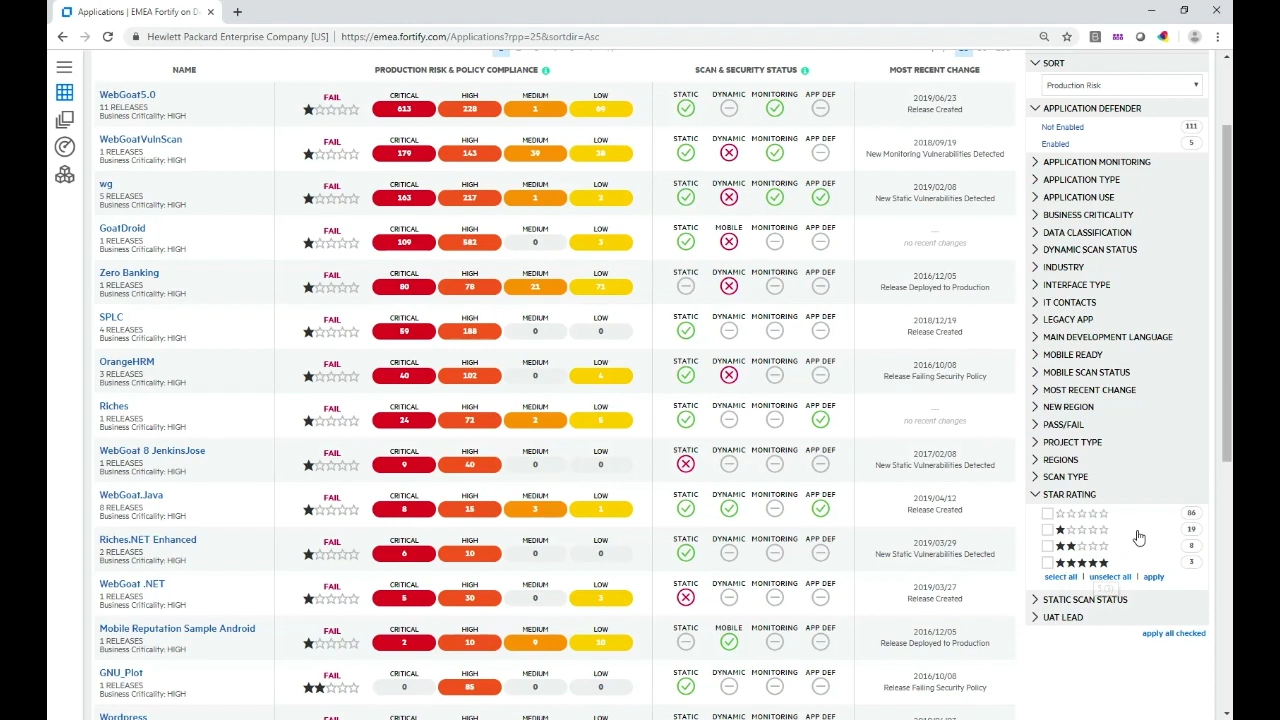 Applications | EMEA Fortify on De
Hewlett Packard Enterprise Company [US] | https://emea.fortify.com/Applications?rpp=25&sortdir=Asc
NAME PRODUCTION RISK & POLICY COMPLIANCE SCAN & SECURITY STATUS MOST RECENT CHANGE
WebGoat5.0
11 RELEASES
Business Criticality: HIGH
FAIL
CRITICAL HIGH MEDIUM LOW
613 228 1 69
STATIC DYNAMIC MONITORING APP DEF
2019/06/23
Release Created
WebGoatVulnScan
1 RELEASES
Business Criticality: HIGH
FAIL
CRITICAL HIGH MEDIUM LOW
179 143 39 28
STATIC DYNAMIC MONITORING APP DEF
2018/09/19
New Monitoring Vulnerabilities Detected
wg
5 RELEASES
Business Criticality: HIGH
FAIL
CRITICAL HIGH MEDIUM LOW
163 217 1 2
STATIC DYNAMIC MONITORING APP DEF
2019/02/08
New Static Vulnerabilities Detected
GoatDroid
1 RELEASES
Business Criticality: HIGH
FAIL
CRITICAL HIGH MEDIUM LOW
109 582 0 3
STATIC MOBILE MONITORING APP DEF
no recent changes
Zero Banking
1 RELEASES
Business Criticality: HIGH
FAIL
CRITICAL HIGH MEDIUM LOW
80 78 21 71
STATIC DYNAMIC MONITORING APP DEF
2016/12/05
Release Deployed to Production
SPLC
4 RELEASES
Business Criticality: HIGH
FAIL
CRITICAL HIGH MEDIUM LOW
59 188 0 0
STATIC DYNAMIC MONITORING APP DEF
2018/12/19
Release Created
OrangeHRM
3 RELEASES
Business Criticality: HIGH
FAIL
CRITICAL HIGH MEDIUM LOW
40 102 0 4
STATIC DYNAMIC MONITORING APP DEF
2016/10/08
Release Failing Security Policy
Riches
1 RELEASES
Business Criticality: HIGH
FAIL
CRITICAL HIGH MEDIUM LOW
24 72 2 5
STATIC DYNAMIC MONITORING APP DEF
no recent changes
WebGoat 8 JenkinsJose
1 RELEASES
Business Criticality: HIGH
FAIL
CRITICAL HIGH MEDIUM LOW
9 40 0 0
STATIC DYNAMIC MONITORING APP DEF
2017/02/08
New Static Vulnerabilities Detected
WebGoat.Java
8 RELEASES
Business Criticality: HIGH
FAIL
CRITICAL HIGH MEDIUM LOW
8 15 3 1
STATIC DYNAMIC MONITORING APP DEF
2019/04/12
Release Created
Riches.NET Enhanced
2 RELEASES
Business Criticality: HIGH
FAIL
CRITICAL HIGH MEDIUM LOW
6 10 0 0
STATIC DYNAMIC MONITORING APP DEF
2019/03/29
New Static Vulnerabilities Detected
WebGoat .NET
1 RELEASES
Business Criticality: HIGH
FAIL
CRITICAL HIGH MEDIUM LOW
5 30 0 3
STATIC DYNAMIC MONITORING APP DEF
2019/03/27
Release Created
Mobile Reputation Sample Android
1 RELEASES
Business Criticality: HIGH
FAIL
CRITICAL HIGH MEDIUM LOW
2 10 9 10
STATIC MOBILE MONITORING APP DEF
2016/12/05
Release Deployed to Production
GNU_Plot
1 RELEASES
Business Criticality: HIGH
FAIL
CRITICAL HIGH MEDIUM LOW
0 85 0 0
STATIC DYNAMIC MONITORING APP DEF
2016/10/08
Release Failing Security Policy
Wordpress
SORT
Production Risk
APPLICATION DEFENDER
Not Enabled 111
Enabled 5
APPLICATION MONITORING
APPLICATION TYPE
APPLICATION USE
BUSINESS CRITICALITY
DATA CLASSIFICATION
DYNAMIC SCAN STATUS
INDUSTRY
INTERFACE TYPE
IT CONTACTS
LEGACY APP
MAIN DEVELOPMENT LANGUAGE
MOBILE READY
MOBILE SCAN STATUS
MOST RECENT CHANGE
NEW REGION
PASS/FAIL
PROJECT TYPE
REGIONS
SCAN TYPE
STAR RATING
86
19
8
3
select all | unselect all | apply
STATIC SCAN STATUS
UAT LEAD
apply all checked